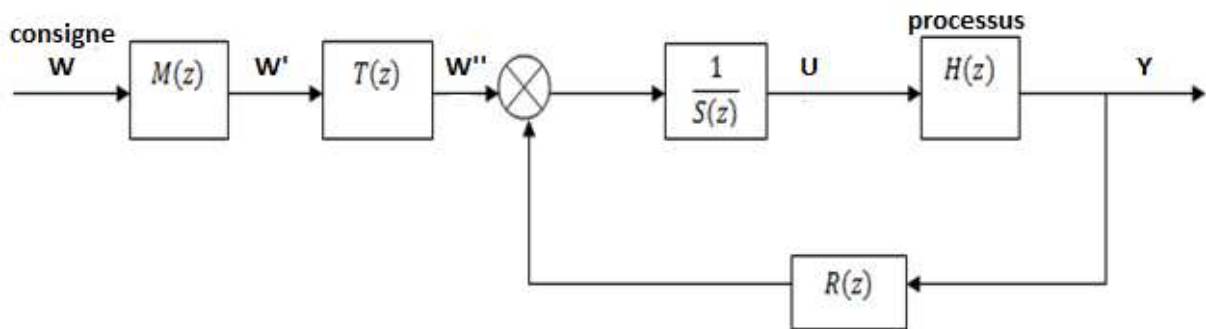 consigne
W
M(z)
W'
T(z)
W''
1
S(z)
U
processus
H(z)
Y
R(z)